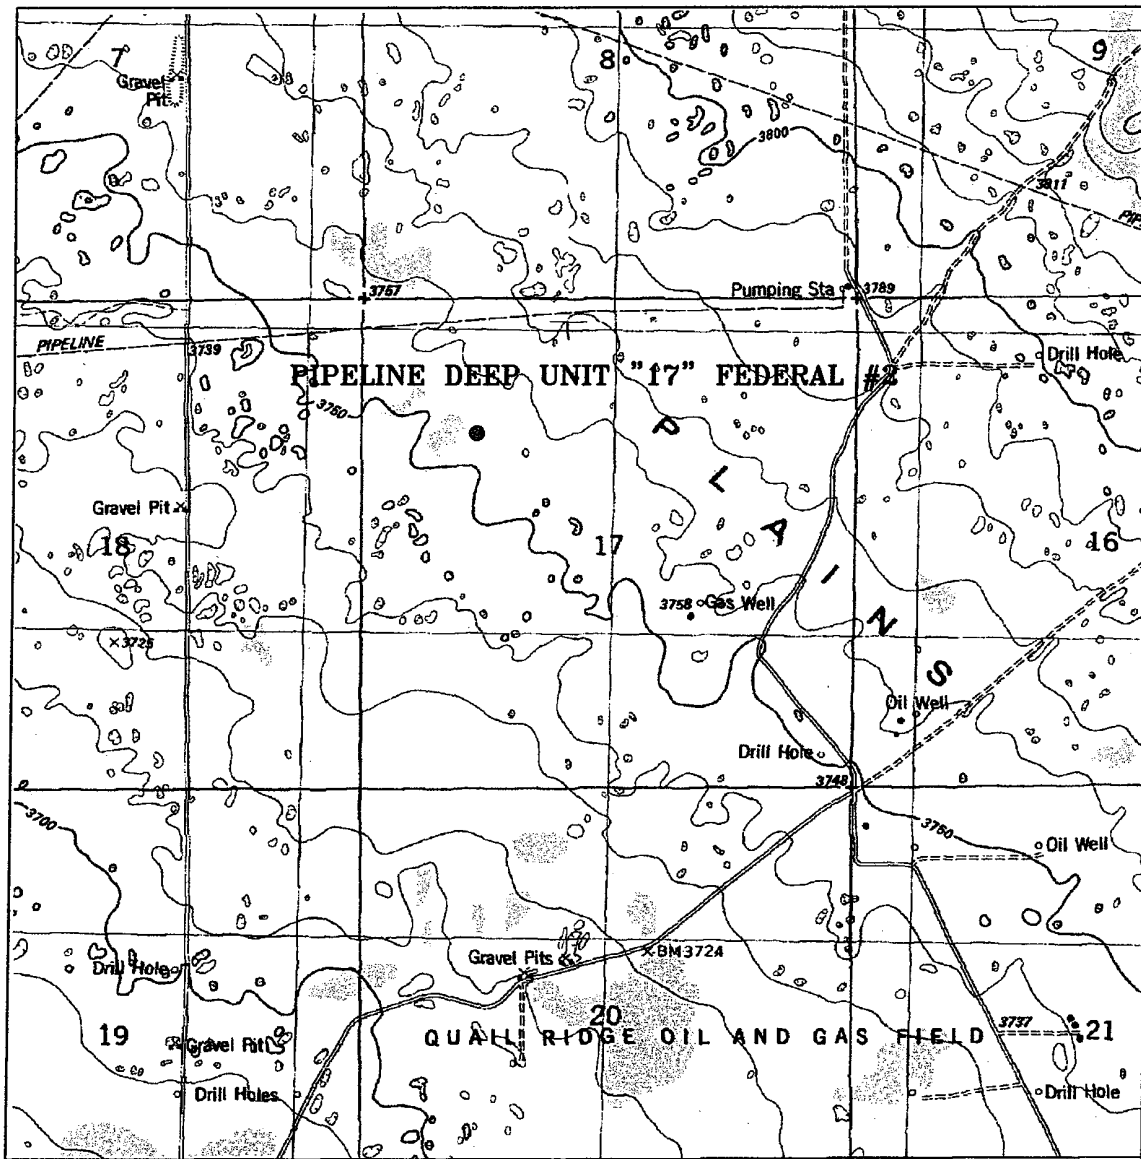 7
8
9
Gravel
Pit
3800
3811
3757
Pumping Sta
3789
PIPELINE
3739
Drill Hole
PIPELINE DEEP UNIT "17" FEDERAL #2
3750
PLAINS
Gravel Pit
18
17
16
3758
Gas Well
3725
Oil Well
Drill Hole
3748
3700
3750
Oil Well
Gravel Pits
BM3724
Drill Hole
20
19
QUAIL RIDGE OIL AND GAS FIELD
3737
21
Gravel Pit
Drill Holes
Drill Hole